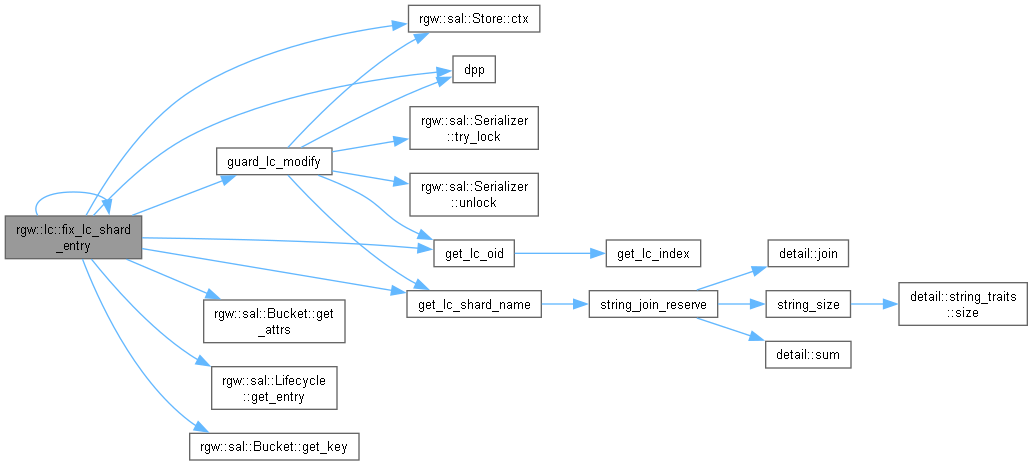 rgw::sal::Store::ctx
dpp
rgw::sal::Serializer
::try_lock
guard_lc_modify
rgw::sal::Serializer
::unlock
rgw::lc::fix_lc_shard
_entry
get_lc_oid
get_lc_index
detail::join
get_lc_shard_name
string_join_reserve
string_size
detail::string_traits
::size
rgw::sal::Bucket::get
_attrs
detail::sum
rgw::sal::Lifecycle
::get_entry
rgw::sal::Bucket::get_key